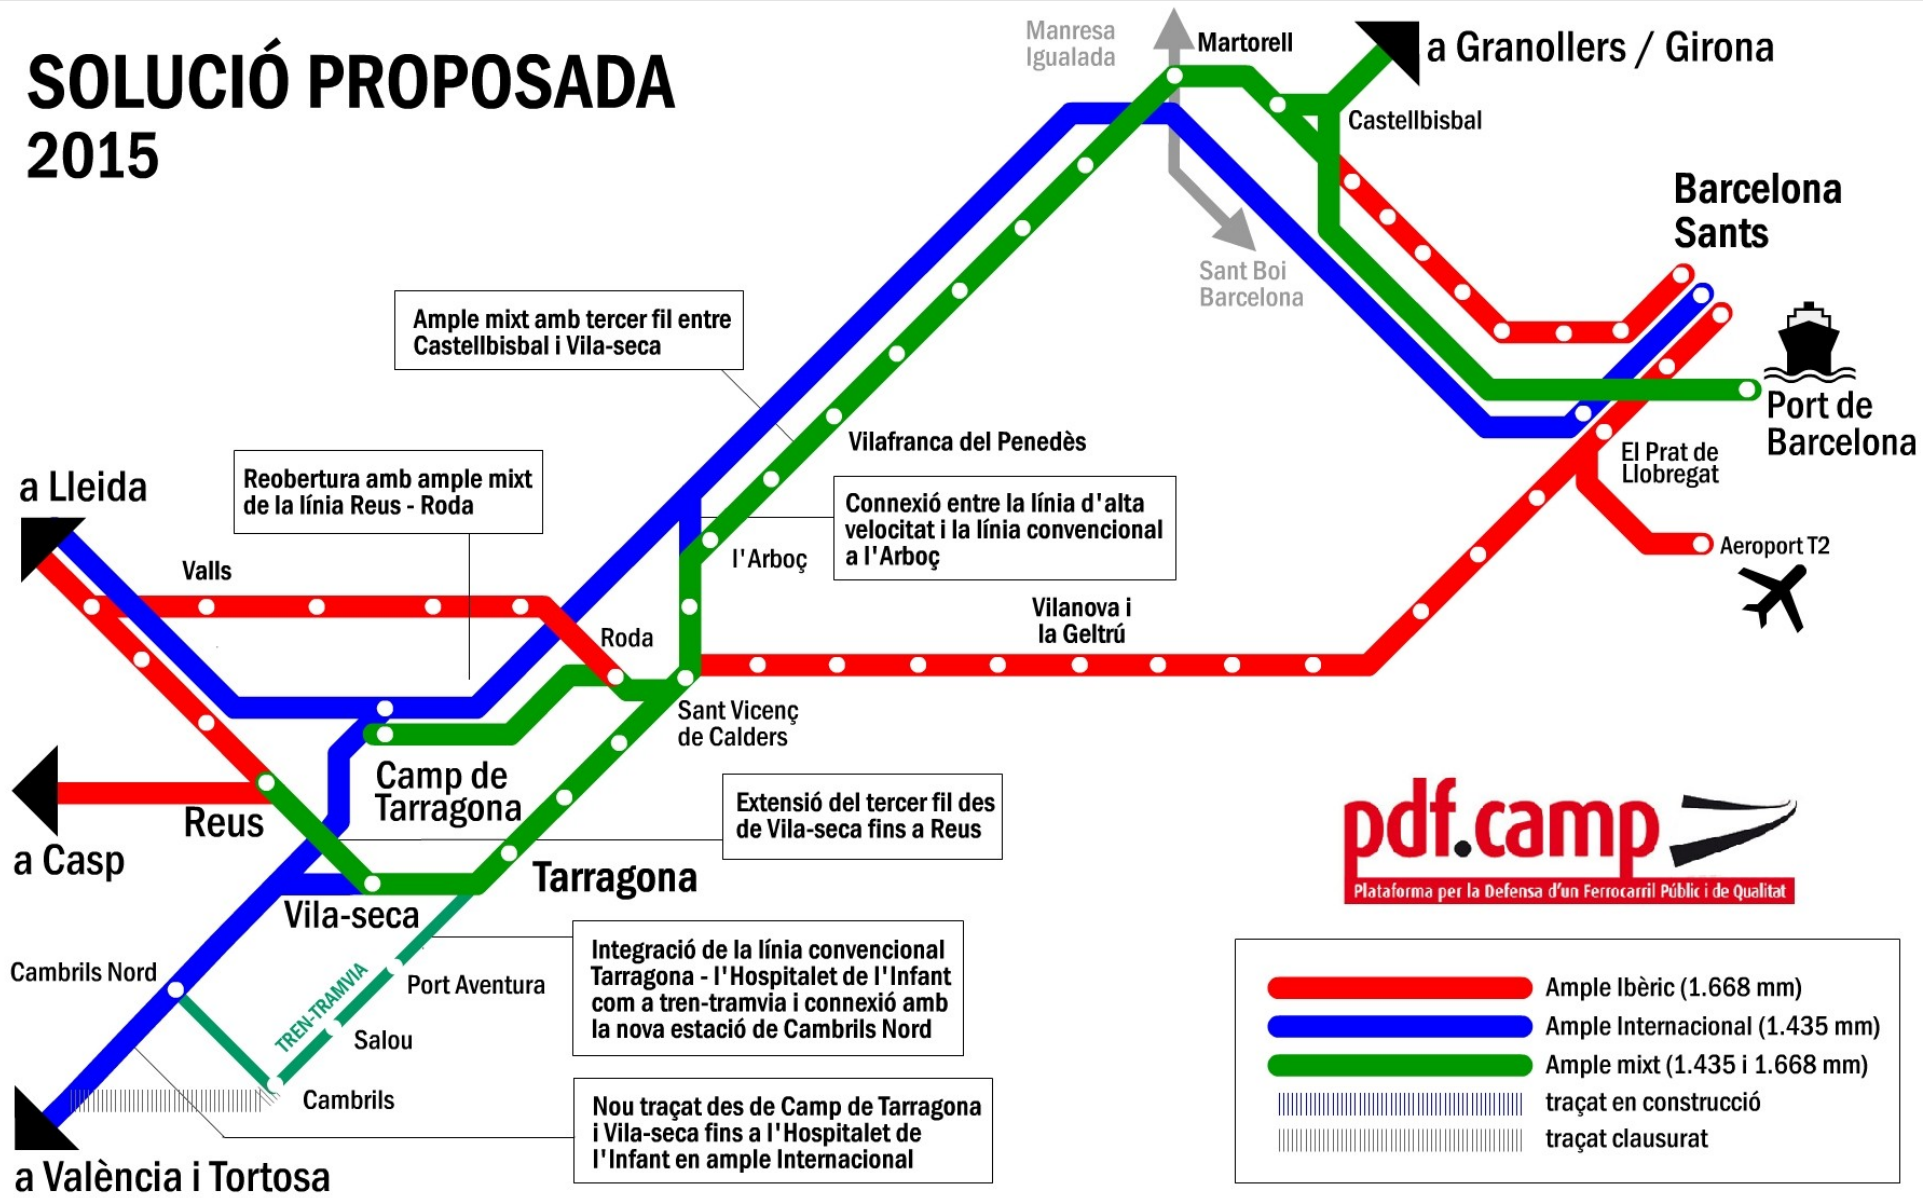 SOLUCIÓ PROPOSADA
2015
Manresa
Igualada
Martorell
a Granollers / Girona
Castellbisbal
Barcelona
Sants
Sant Boi
Barcelona
Ample mixt amb tercer fil entre
Castellbisbal i Vila-seca
Port de
Barcelona
Vilafranca del Penedès
El Prat de
Llobregat
a Lleida
Reobertura amb ample mixt
de la línia Reus - Roda
Connexió entre la línia d'alta
velocitat i la línia convencional
a l'Arboç
l'Arboç
Aeroport T2
Valls
Vilanova i
la Geltrú
Roda
Sant Vicenç
de Calders
Camp de
Tarragona
Reus
a Casp
Extensió del tercer fil des
de Vila-seca fins a Reus
Tarragona
Vila-seca
pdf.camp
Plataforma per la Defensa d'un Ferrocarril Públic i de Qualitat
Cambrils Nord
Port Aventura
TREN-TRAMVIA
Salou
Cambrils
Integració de la línia convencional
Tarragona - l'Hospitalet de l'Infant
com a tren-tramvia i connexió amb
la nova estació de Cambrils Nord
Nou traçat des de Camp de Tarragona
i Vila-seca fins a l'Hospitalet de
l'Infant en ample Internacional
a València i Tortosa
Ample Ibèric (1.668 mm)
Ample Internacional (1.435 mm)
Ample mixt (1.435 i 1.668 mm)
traçat en construcció
traçat clausurat